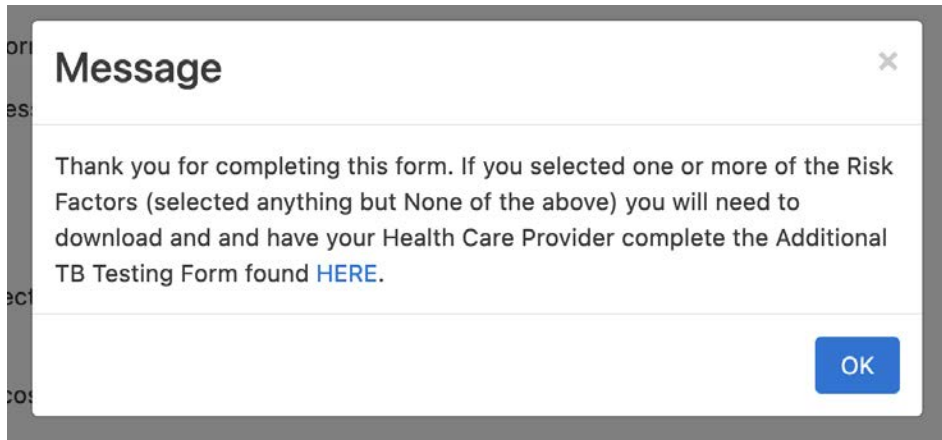 Message
×
Thank you for completing this form. If you selected one or more of the Risk
Factors (selected anything but None of the above) you will need to
download and and have your Health Care Provider complete the Additional
TB Testing Form found HERE.
OK